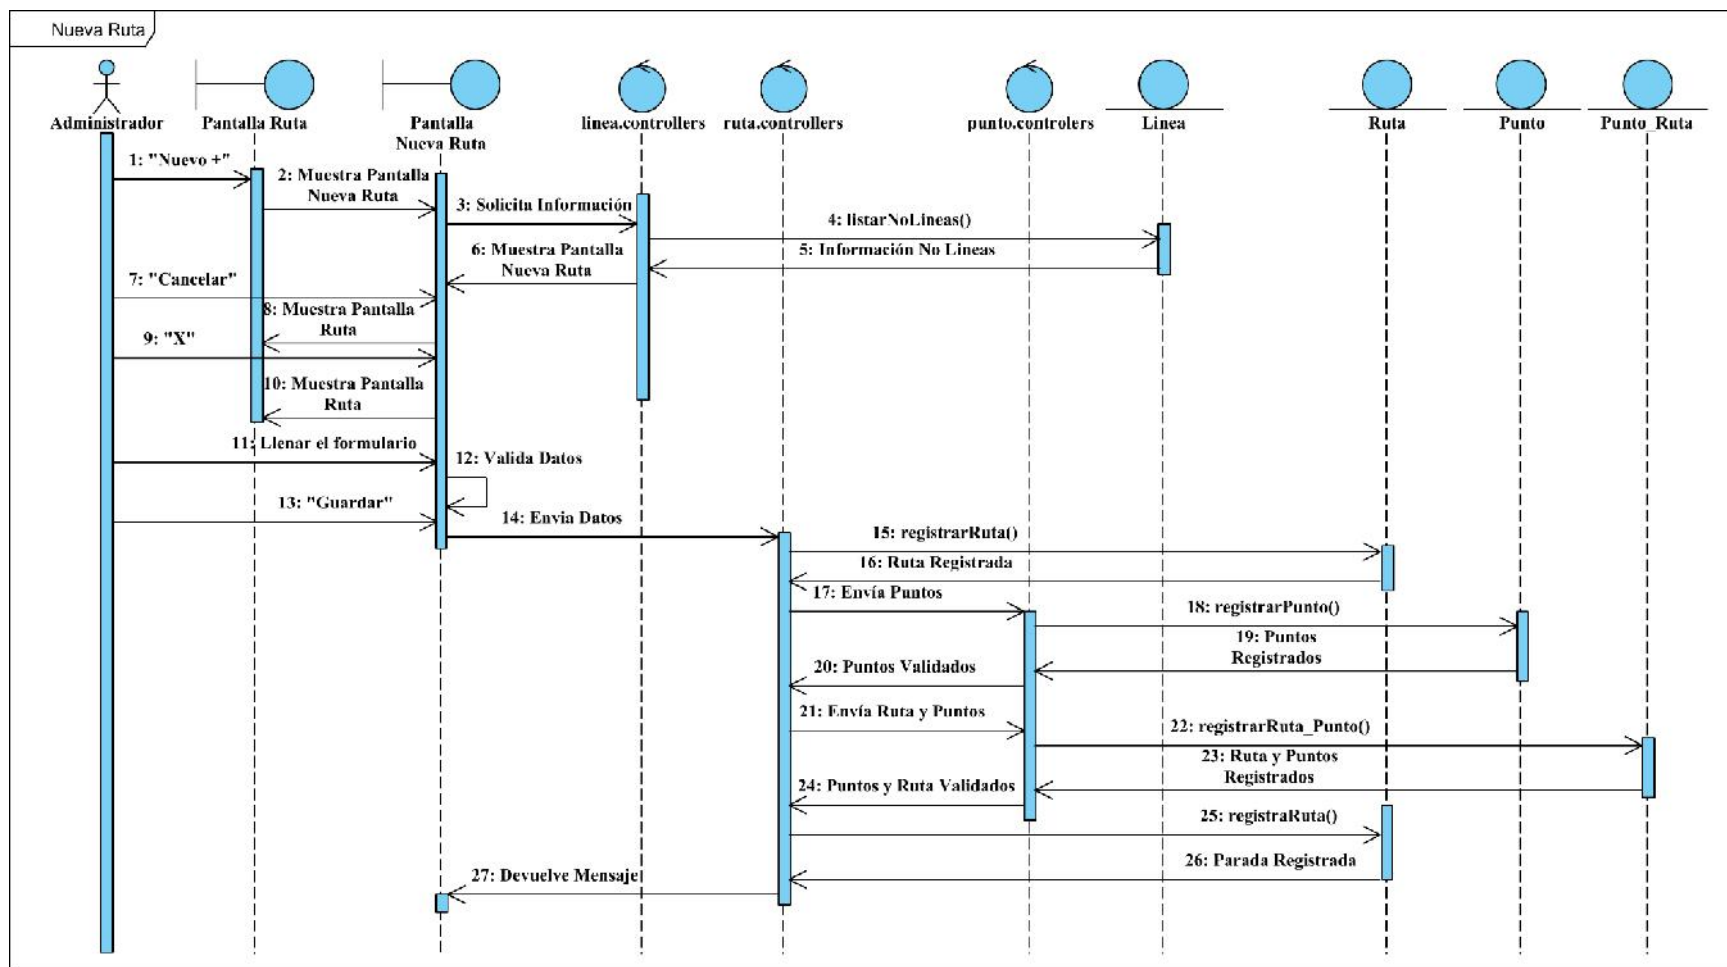 Nueva Ruta
Administrador
Pantalla Ruta
Pantalla
Nueva Ruta
linea.controllers
ruta.controllers
punto.controlers
Linea
Ruta
Punto
Punto_Ruta
1: "Nuevo +"
2: Muestra Pantalla
Nueva Ruta
3: Solicita Información
4: listarNoLineas()
5: Información No Lineas
6: Muestra Pantalla
Nueva Ruta
7: "Cancelar"
8: Muestra Pantalla
Ruta
9: "X"
10: Muestra Pantalla
Ruta
11: Llenar el formulario
12: Valida Datos
13: "Guardar"
14: Envia Datos
15: registrarRuta()
16: Ruta Registrada
17: Envía Puntos
18: registrarPunto()
19: Puntos
Registrados
20: Puntos Validados
21: Envía Ruta y Puntos
22: registrarRuta_Punto()
23: Ruta y Puntos
Registrados
24: Puntos y Ruta Validados
25: registraRuta()
26: Parada Registrada
27: Devuelve Mensaje